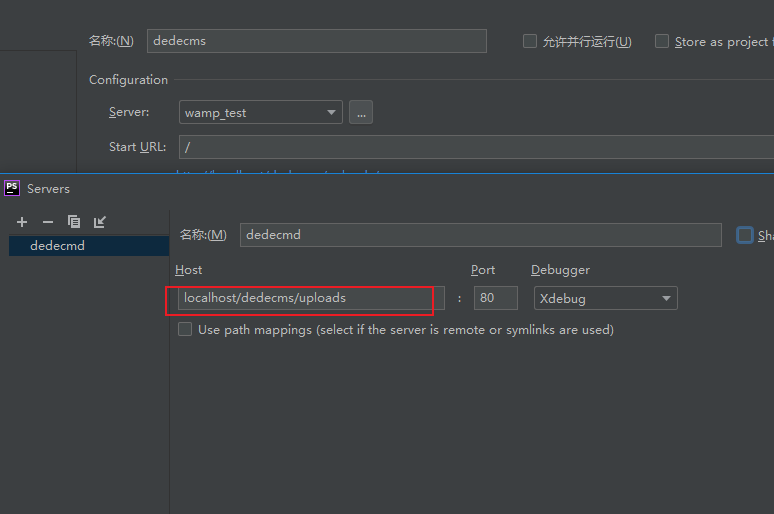 名称:(N) dedecms 允许并行运行(U) Store as project
Configuration
Server: wamp_test ...
Start URL: /
PS Servers
dedecmd
名称:(M) dedecmd Sha
Host Port Debugger
localhost/dedecms/uploads : 80 Xdebug
Use path mappings (select if the server is remote or symlinks are used)